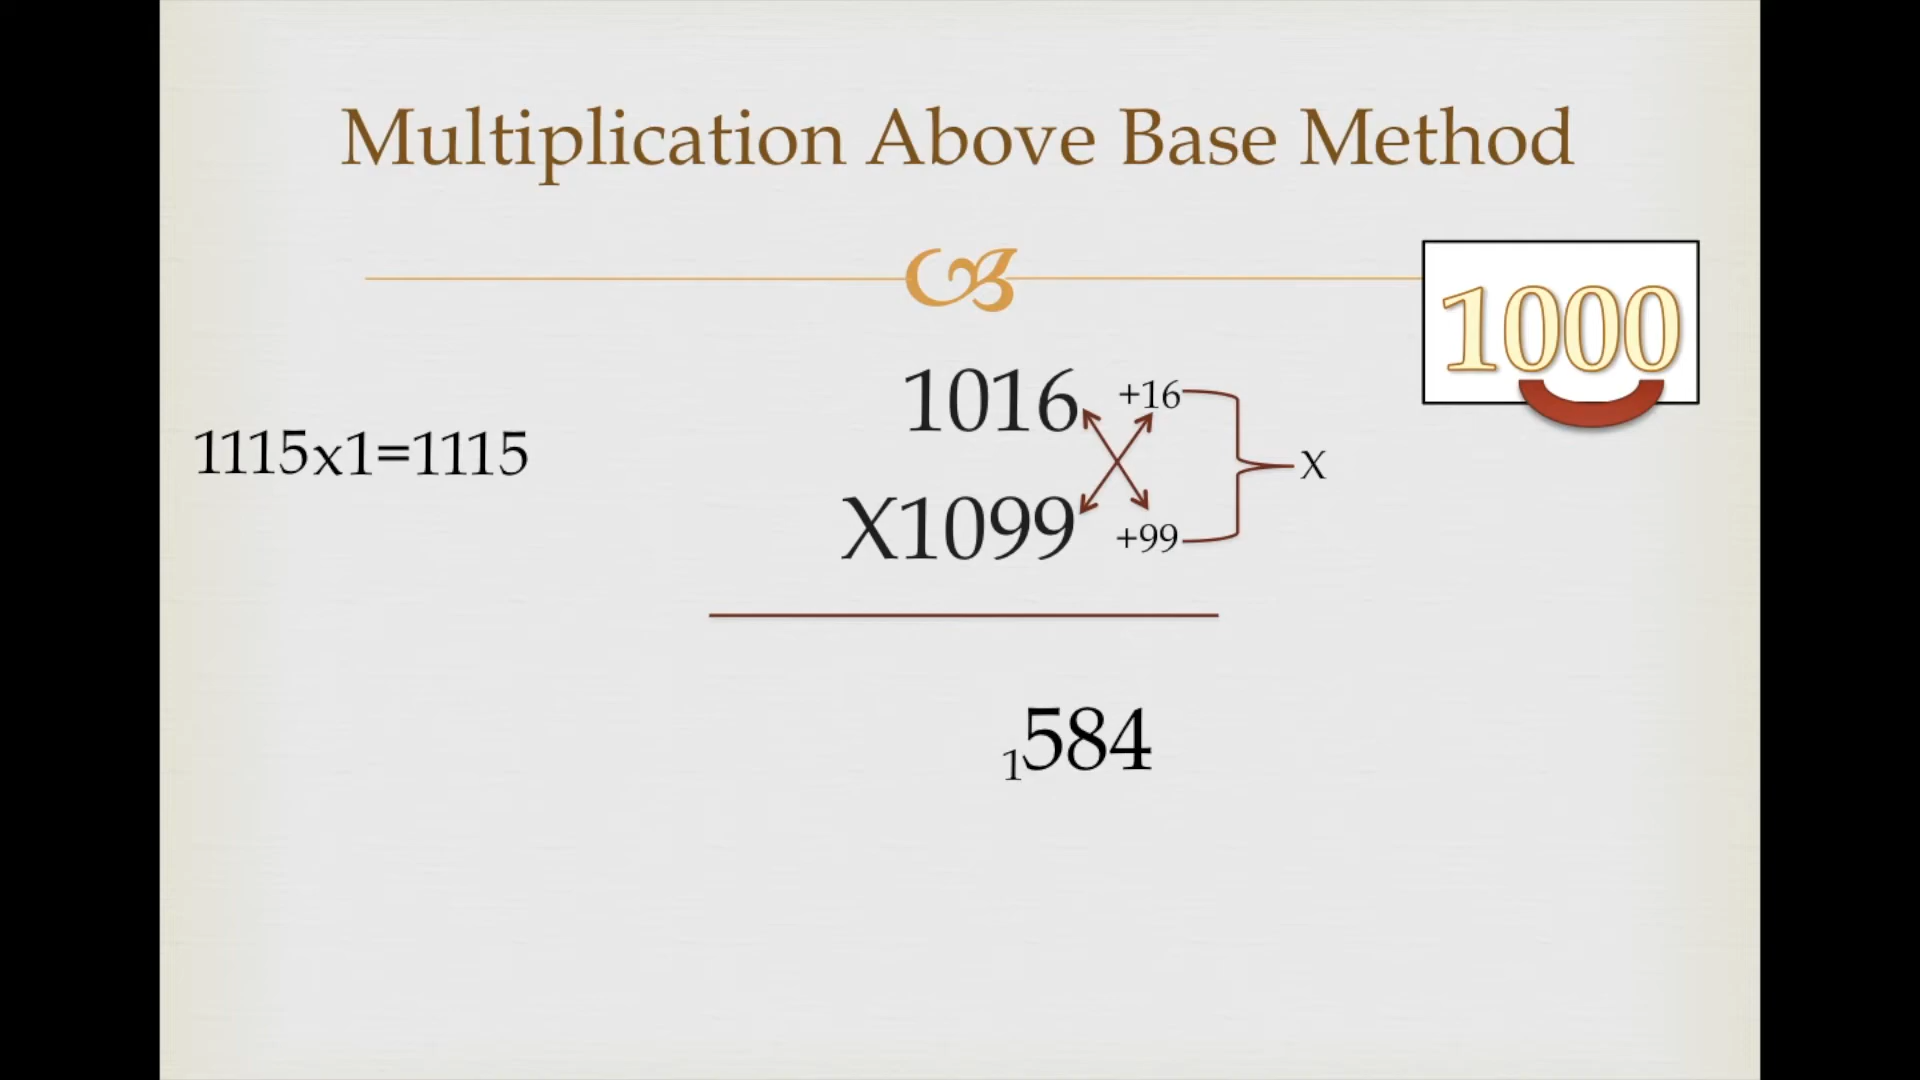 Multiplication Above Base Method
1000
1016 +16
1115x1=1115
X
X1099 +99
1584